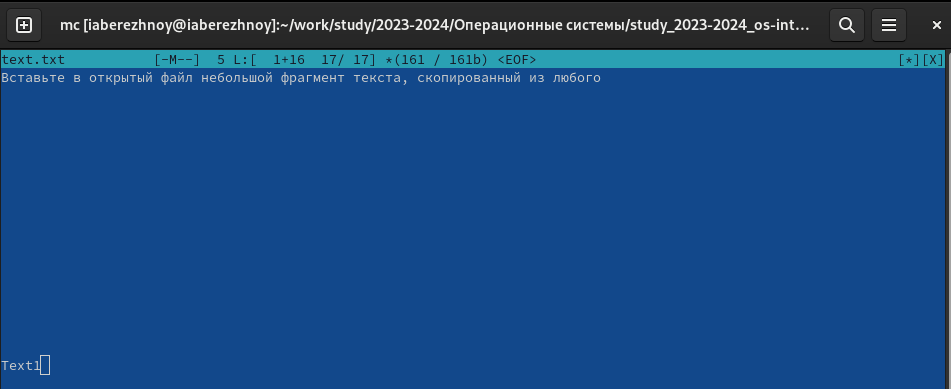 mc [iaberezhnoy@iaberezhnoy]:~/work/study/2023-2024/Операционные системы/study_2023-2024_os-int...
text.txt [-M--] 5 L:[ 1+16 17/ 17] *(161 / 161b) <EOF> [*][X]
Вставьте в открытый файл небольшой фрагмент текста, скопированный из любого
Text1